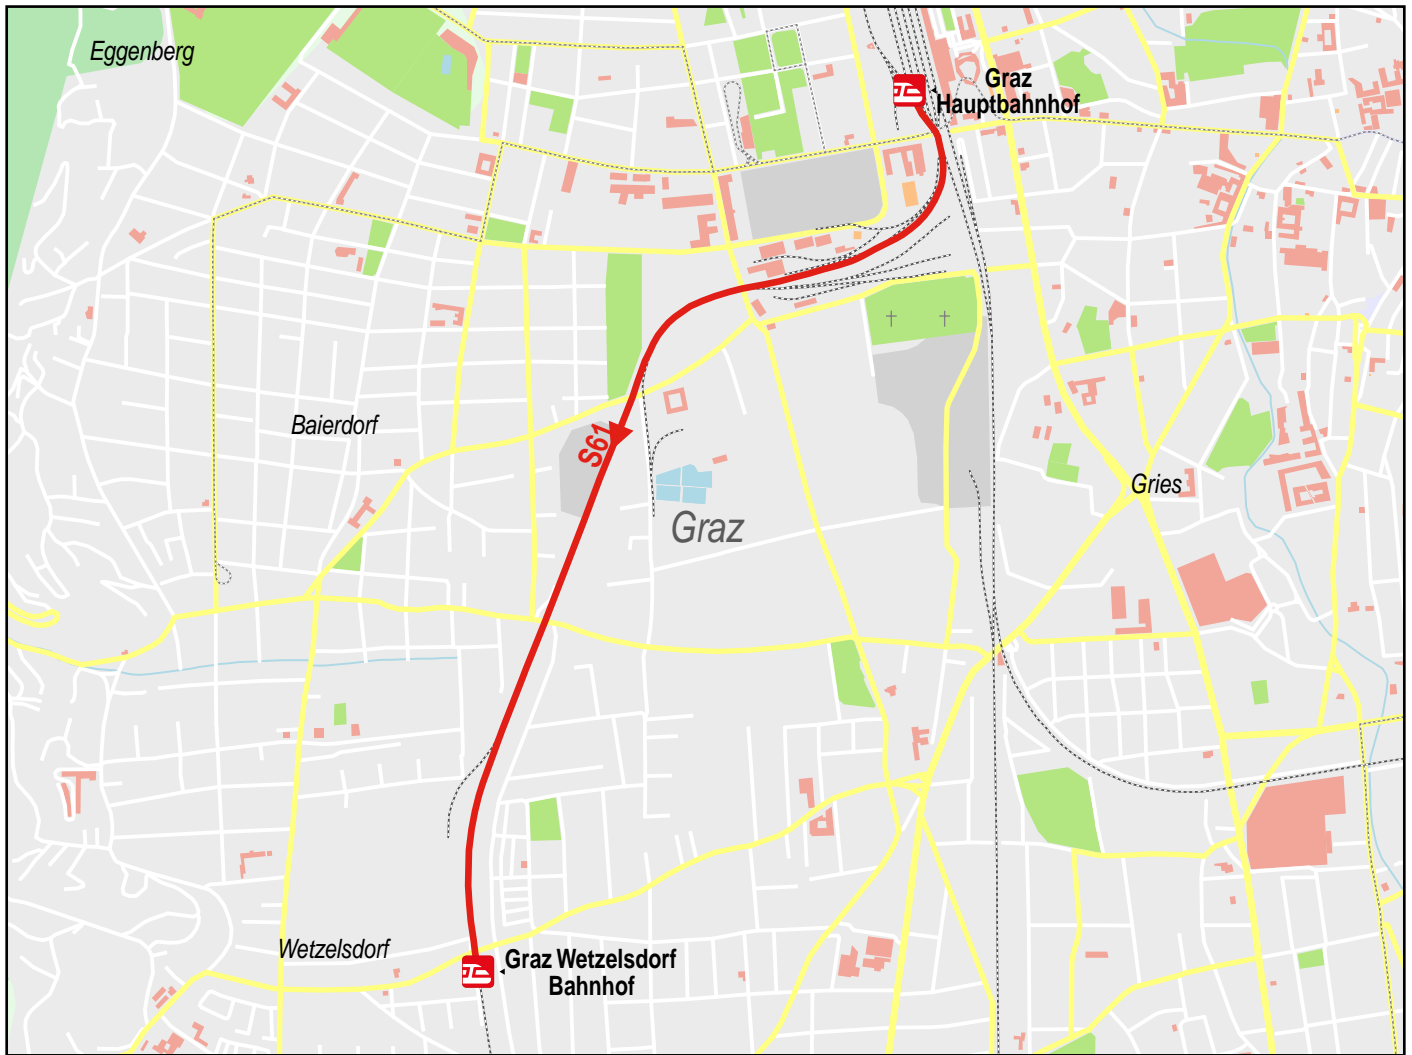 Eggenberg
Graz
Hauptbahnhof
Baierdorf
S61
Gries
Graz
Wetzelsdorf
Graz Wetzelsdorf
Bahnhof